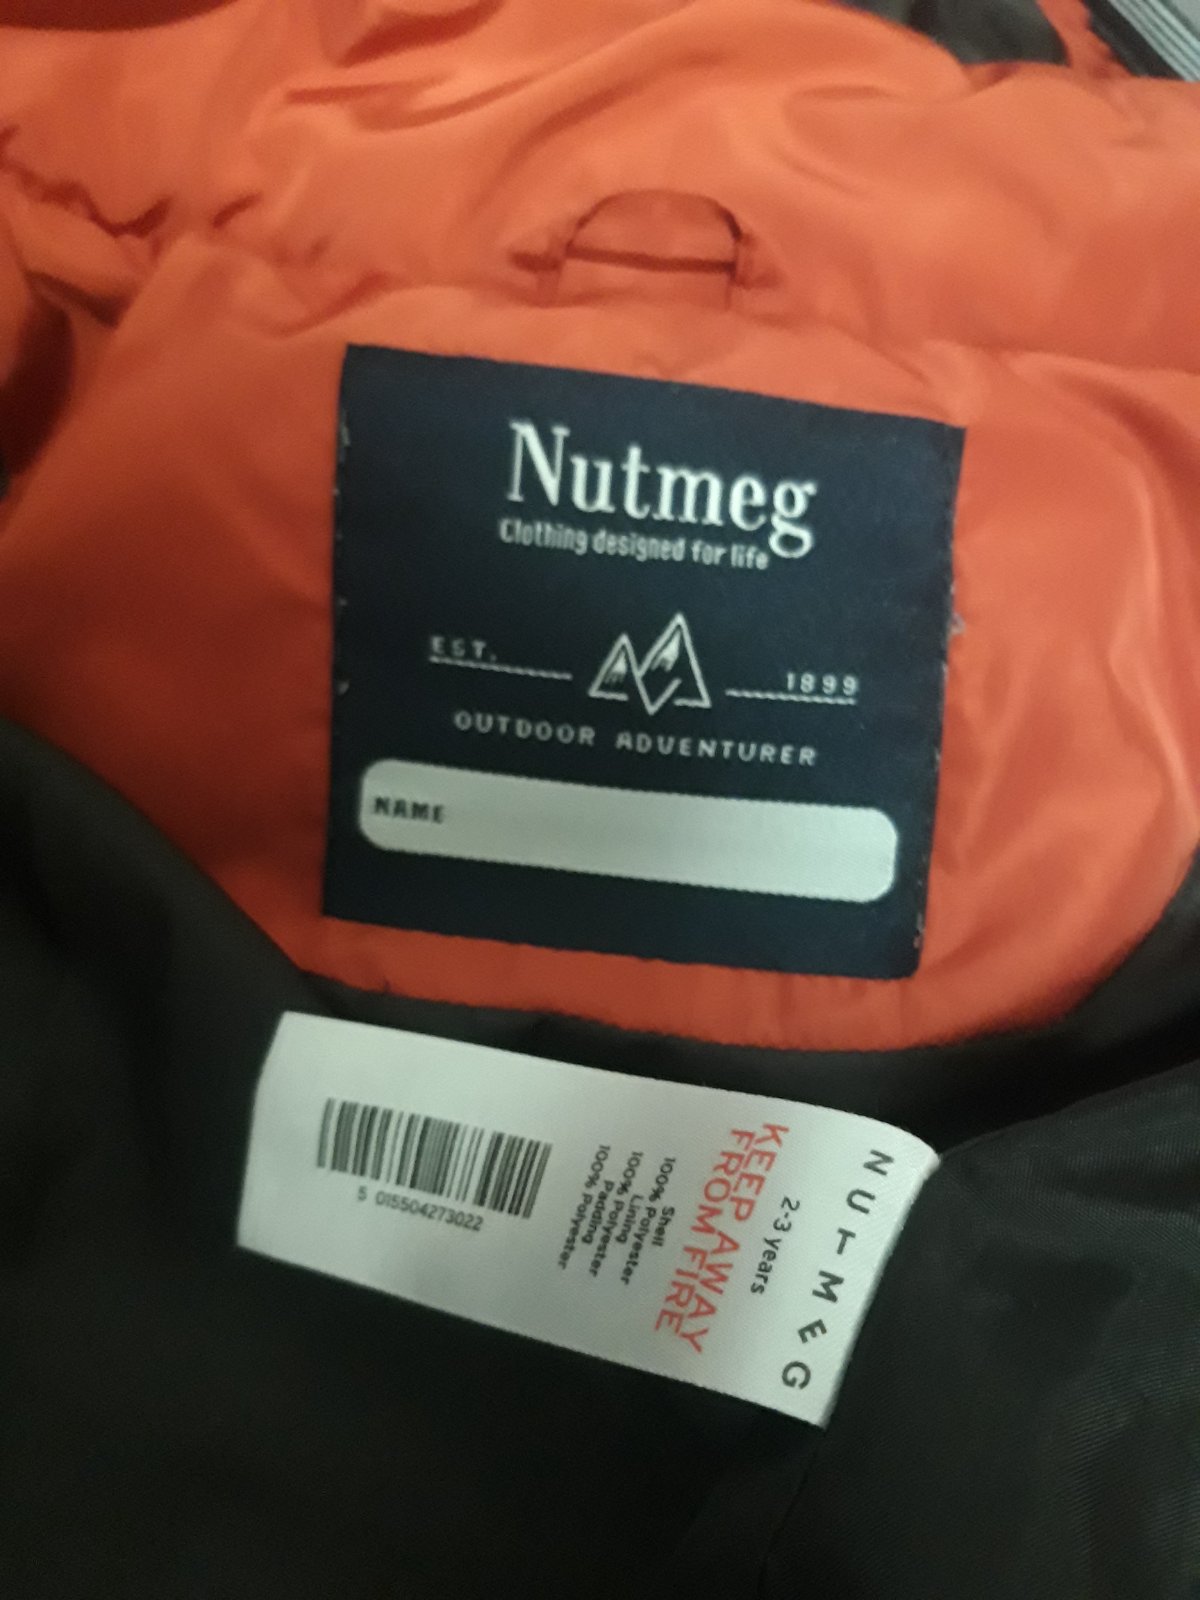 Nutmeg
Clothing designed for life
EST. 1899
OUTDOOR ADVENTURER
NAME
NUTMEG
2-3 years
KEEP AWAY
FROM FIRE
Shell
100% Polyester
Lining
100% Polyester
Padding
100% Polyester
5 015504273022